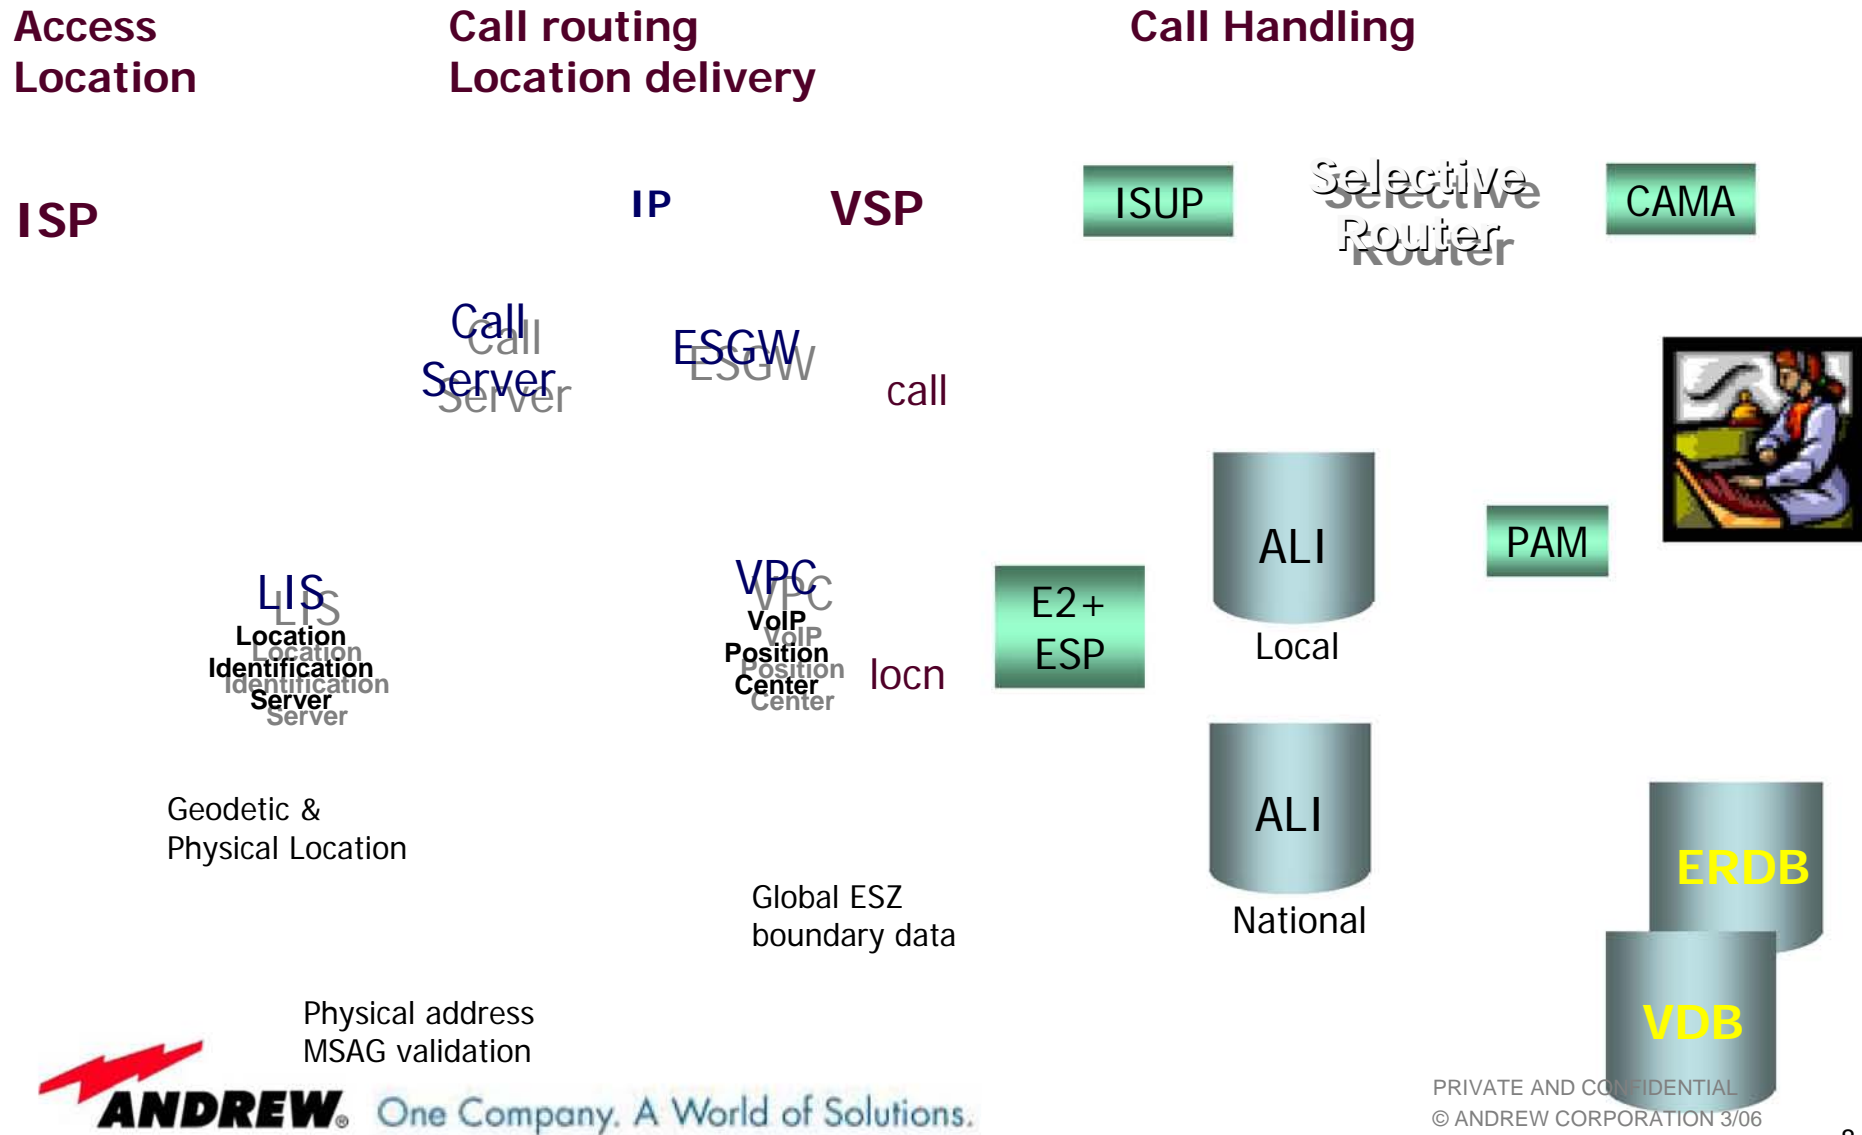 Access
Location
Call routing
Location delivery
Call Handling
ISP
IP
VSP
ISUP
Selective
Router
CAMA
Call
Server
ESGW
call
ALI
Local
PAM
LIS
Location
Identification
Server
VPC
VoIP
Position
Center
locn
E2+
ESP
Geodetic &
Physical Location
ALI
National
Global ESZ
boundary data
ERDB
VDB
Physical address
MSAG validation
ANDREW® One Company. A World of Solutions.
PRIVATE AND CONFIDENTIAL
© ANDREW CORPORATION 3/06